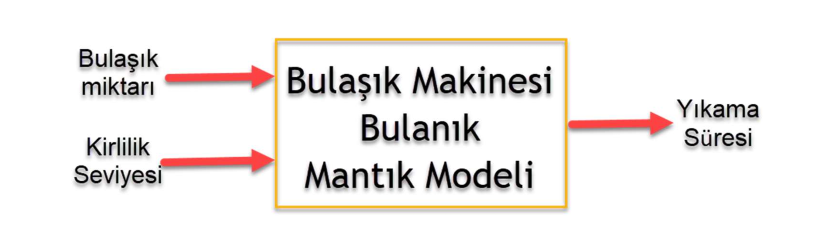 Bulaşık
miktarı
Kirlilik
Seviyesi
Bulaşık Makinesi
Bulanık
Mantık Modeli
Yıkama
Süresi